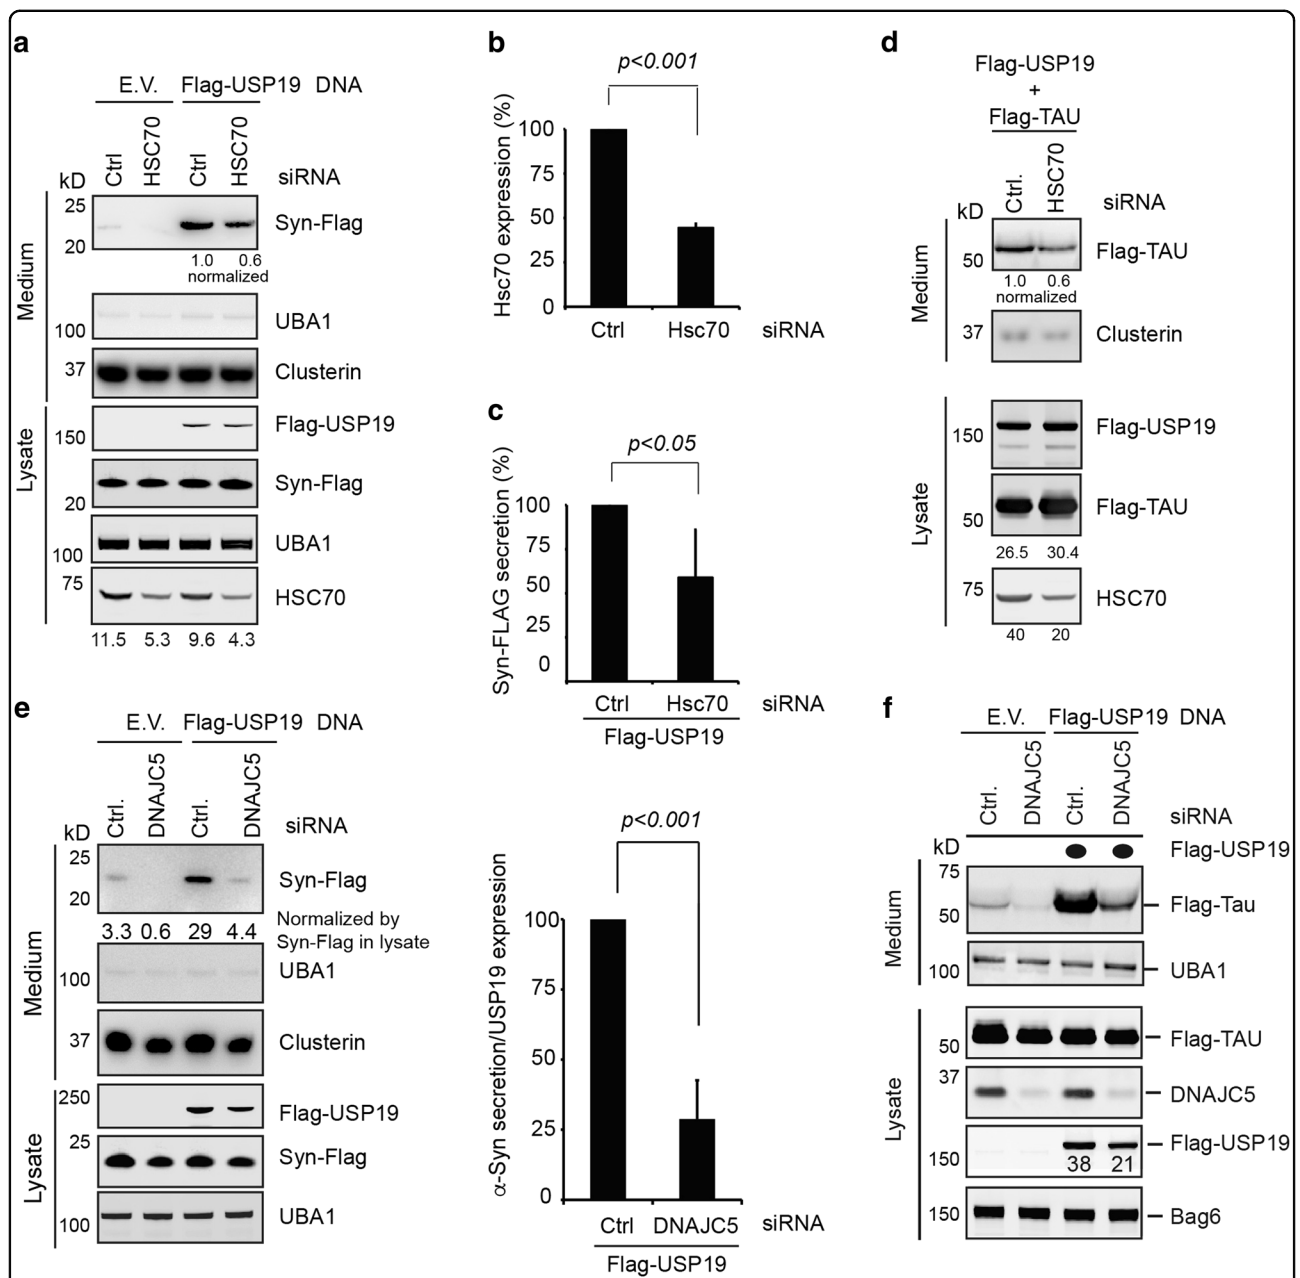 a
E.V. Flag-USP19 DNA
Ctrl HSC70 Ctrl HSC70 siRNA
kD
Medium
25
20
Syn-Flag
1.0 0.6
normalized
100
UBA1
37
Clusterin
Lysate
150
Flag-USP19
20
Syn-Flag
100
UBA1
75
HSC70
11.5 5.3 9.6 4.3
b
p<0.001
Hsc70 expression (%)
100
75
50
25
0
Ctrl Hsc70 siRNA
c
p<0.05
Syn-FLAG secretion (%)
100
75
50
25
0
Ctrl Hsc70 siRNA
Flag-USP19
d
Flag-USP19
+
Flag-TAU
Ctrl. HSC70 siRNA
kD
Medium
50
Flag-TAU
1.0 0.6
normalized
37
Clusterin
Lysate
150
Flag-USP19
50
Flag-TAU
26.5 30.4
75
HSC70
40 20
e
E.V. Flag-USP19 DNA
Ctrl. DNAJC5 Ctrl. DNAJC5 siRNA
kD
Medium
25
20
Syn-Flag
3.3 0.6 29 4.4
Normalized by
Syn-Flag in lysate
100
UBA1
37
Clusterin
Lysate
250
Flag-USP19
25
Syn-Flag
100
UBA1
p<0.001
α-Syn secretion/USP19 expression
100
75
50
25
0
Ctrl DNAJC5 siRNA
Flag-USP19
f
E.V. Flag-USP19 DNA
Ctrl. DNAJC5 Ctrl. DNAJC5 siRNA
Flag-USP19
kD
Medium
75
50
Flag-Tau
100
UBA1
Lysate
50
Flag-TAU
37
DNAJC5
150
Flag-USP19
38 21
150
Bag6